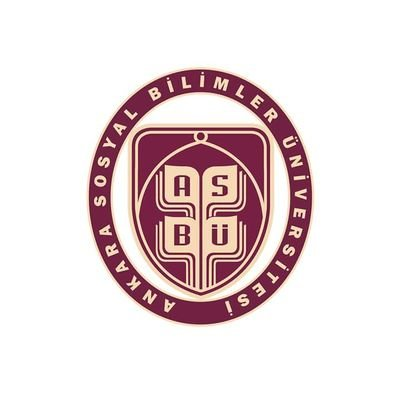 ANKARA SOSYAL BİLİMLER ÜNİVERSİTESİ
AS
BÜ